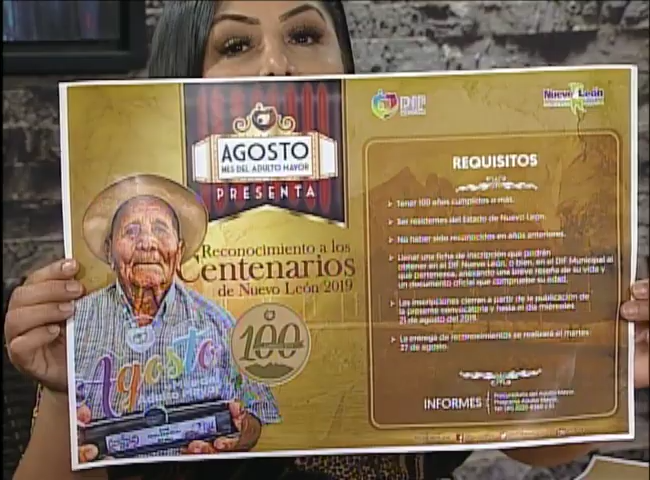 AGOSTO
MES DEL ADULTO MAYOR
PRESENTA
Reconocimiento a los
Centenarios
de Nuevo León 2019
100
Agosto
ADULTO MAYOR
DIF
Nuevo León
REQUISITOS
Tener 100 años cumplidos o más.
Ser residentes del Estado de Nuevo León.
No haber sido reconocidos en años anteriores.
Llenar una ficha de inscripción que podrán
obtener en el DIF Nuevo León, o bien, en el DIF Municipal al
que pertenezca, anexando una breve reseña de su vida y
un documento oficial que compruebe su edad.
Las inscripciones cierran a partir de la publicación de
la presente convocatoria y hasta el día miércoles
21 de agosto del 2019.
La entrega de reconocimientos se realizará el martes
27 de agosto.
INFORMES